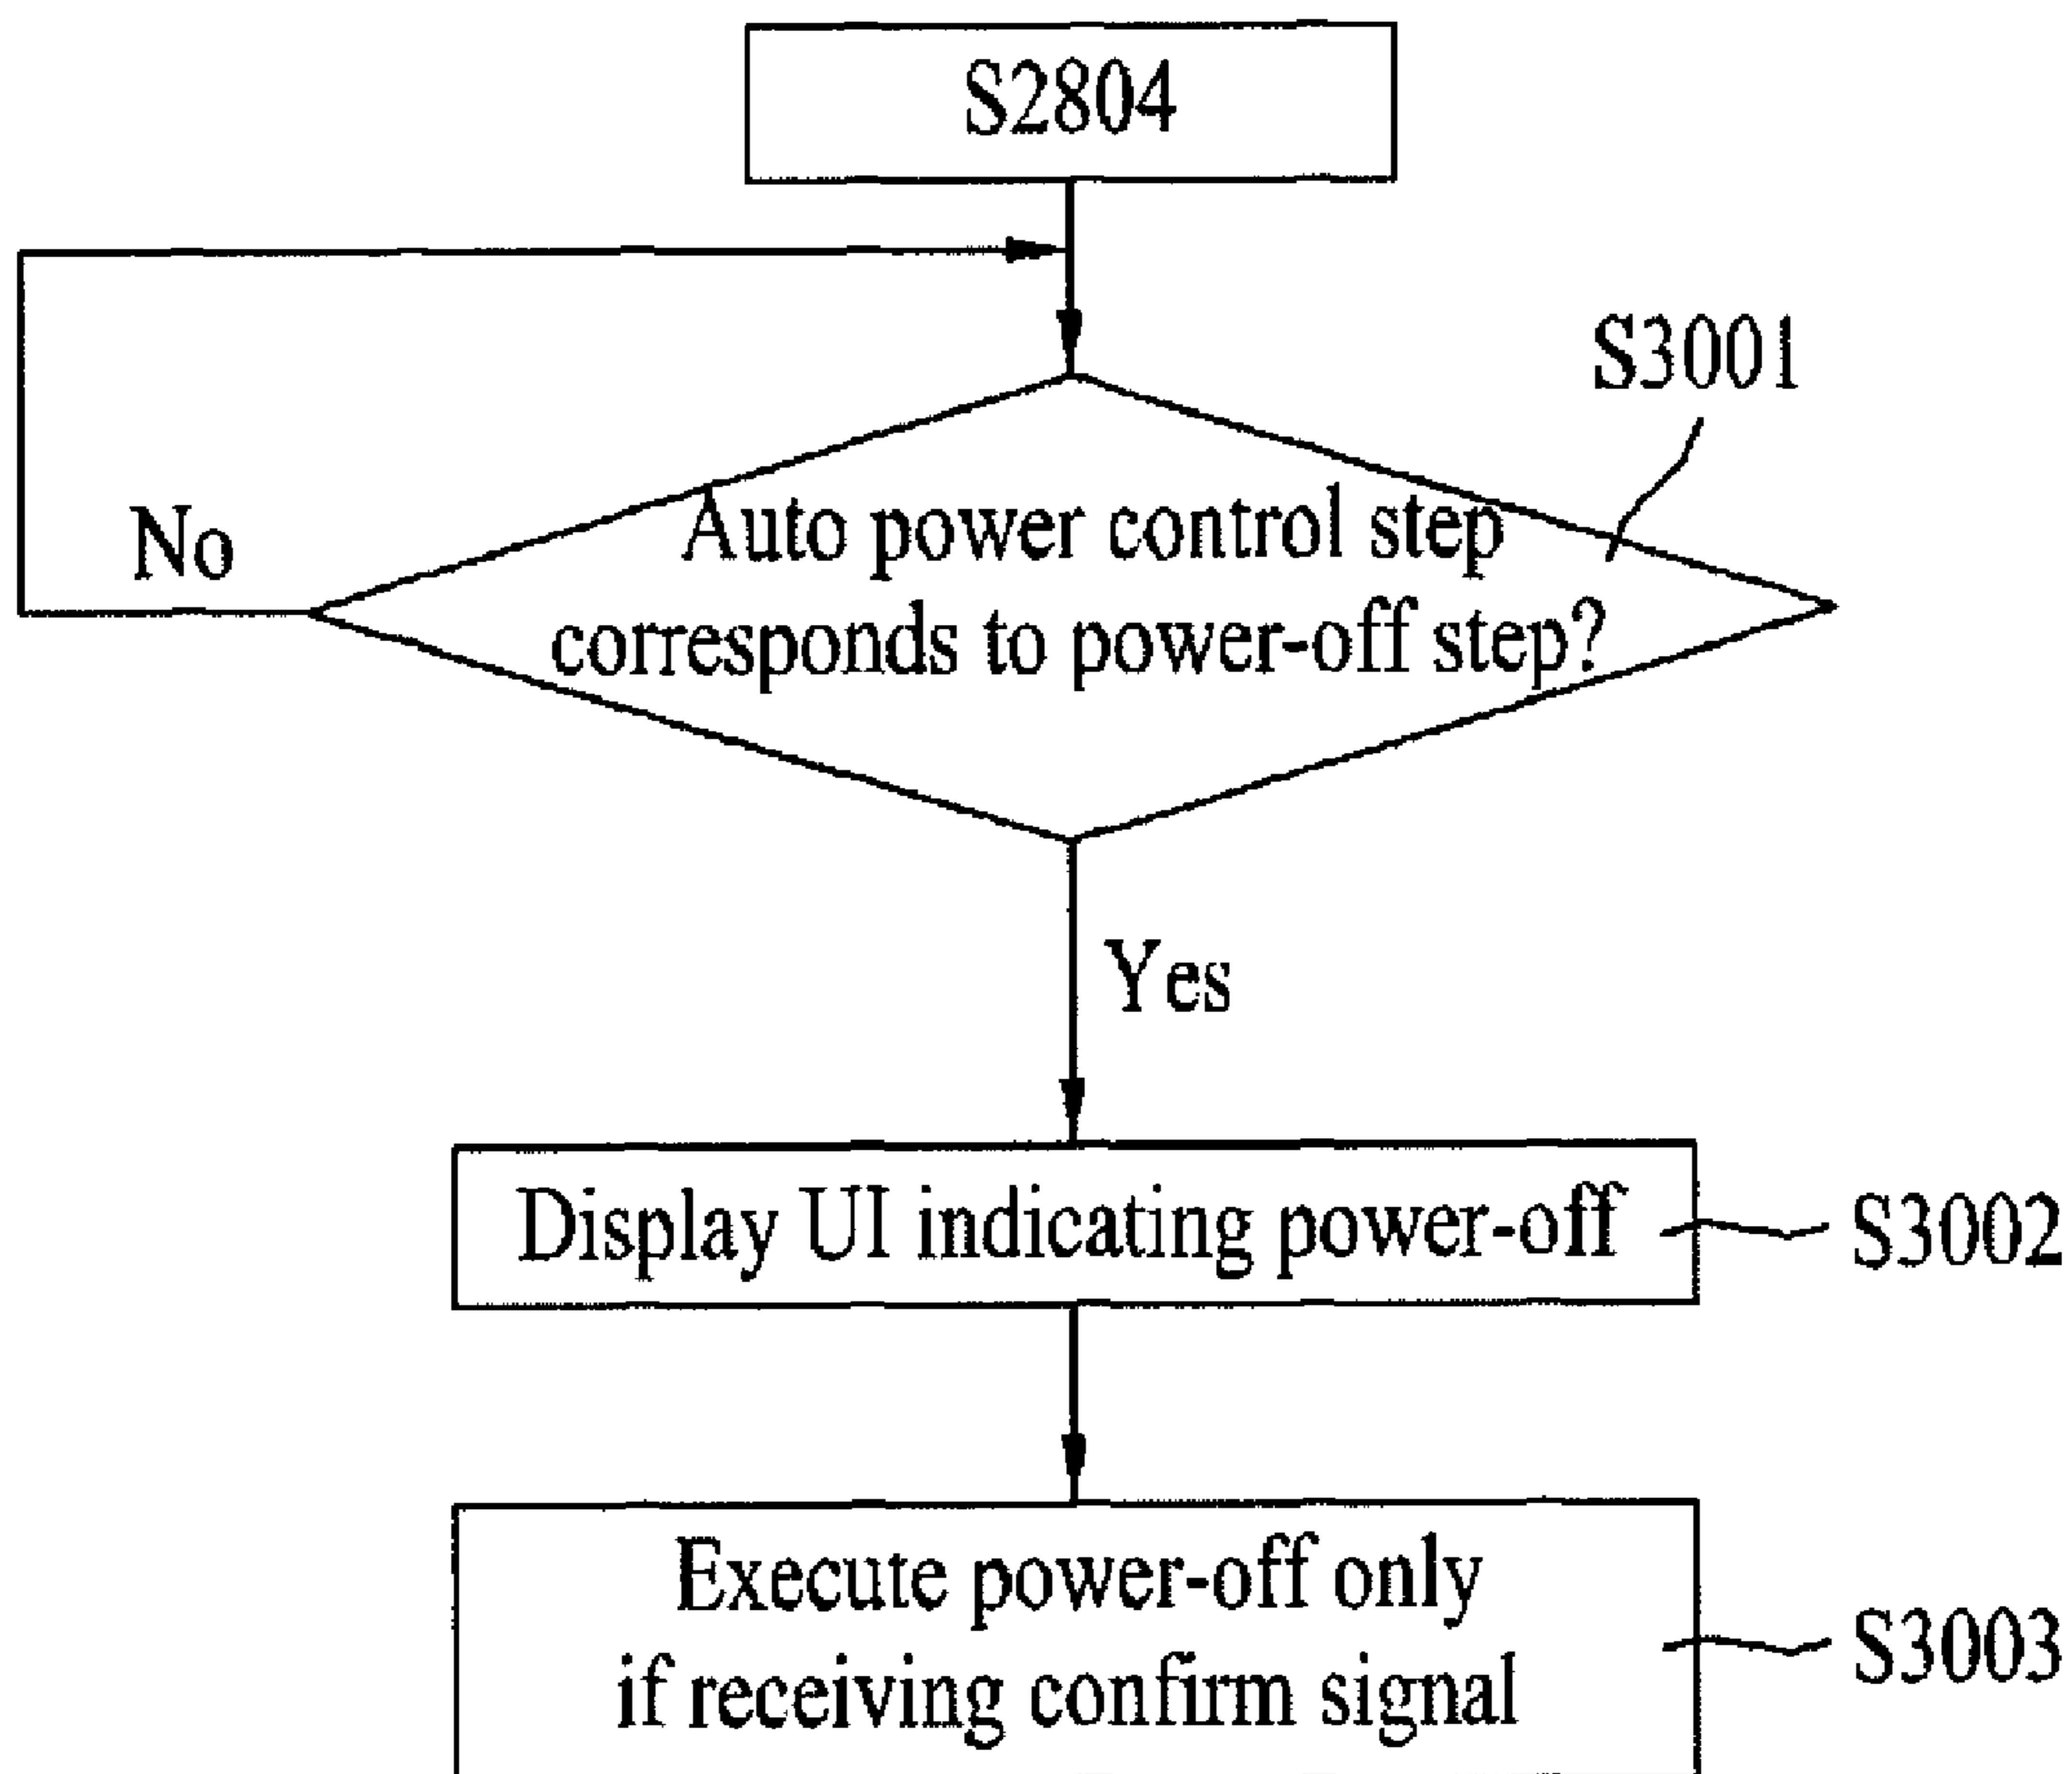 S2804
S3001
No
Auto power control step
corresponds to power-off step?
Yes
Display UI indicating power-off
S3002
Execute power-off only
if receiving confirm signal
S3003